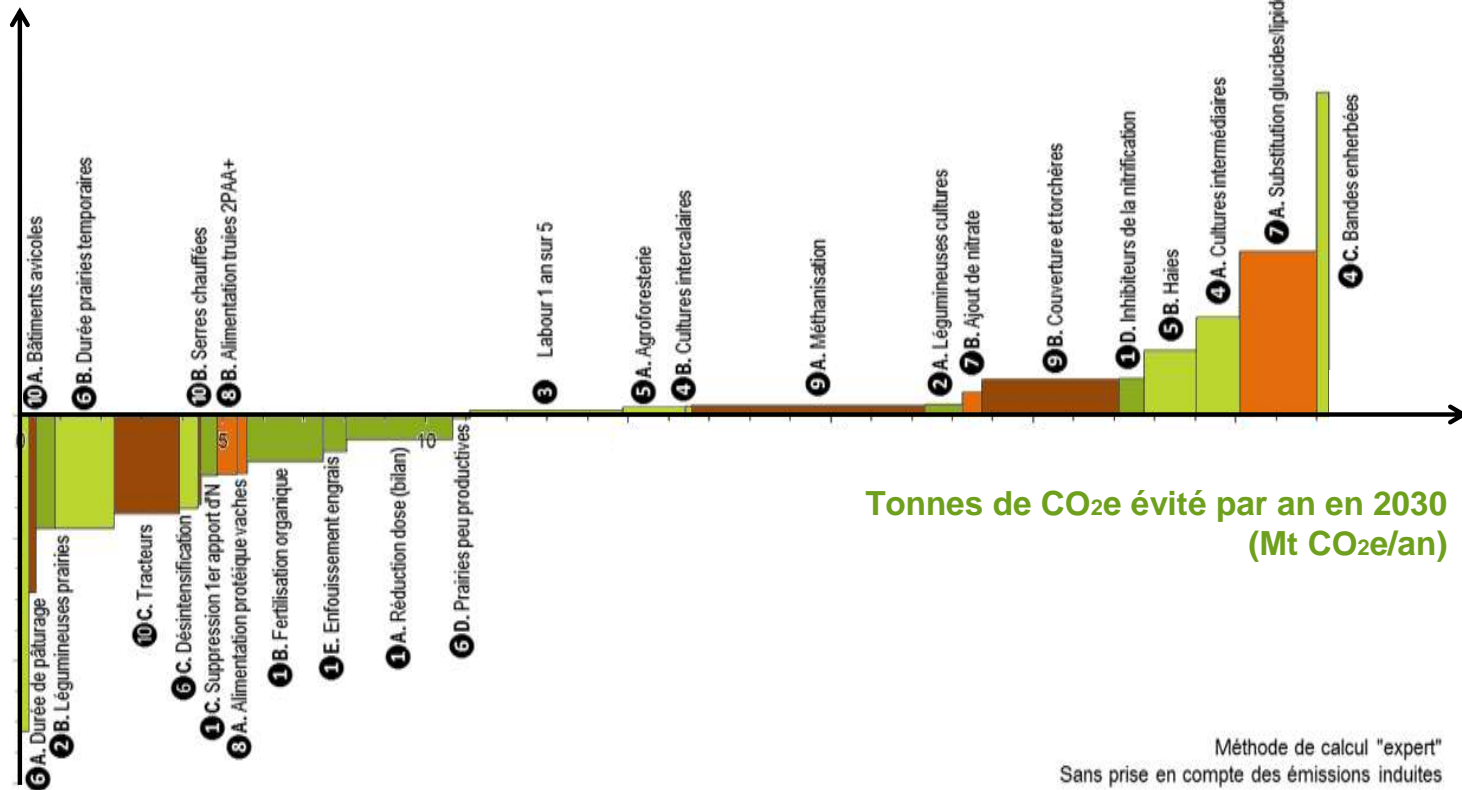 10 A. Bâtiments avicoles
6 B. Durée prairies temporaires
10 B. Serres chauffées
8 B. Alimentation truies 2PAA+
3 Labour 1 an sur 5
5 A. Agroforesterie
4 B. Cultures intercalaires
9 A. Méthanisation
2 A. Légumineuses cultures
7 B. Ajout de nitrate
9 B. Couverture et torchères
1 D. Inhibiteurs de la nitrification
5 B. Haies
4 A. Cultures intermédiaires
7 A. Substitution glucides/lipide
4 C. Bandes enherbées
0
5
10
6 A. Durée de pâturage
2 B. Légumineuses prairies
10 C. Tracteurs
6 C. Désintensification
1 C. Suppression 1er apport d'N
8 A. Alimentation protéique vaches
1 B. Fertilisation organique
1 E. Enfouissement engrais
1 A. Réduction dose (bilan)
6 D. Prairies peu productives
Tonnes de CO2e évité par an en 2030
(Mt CO2e/an)
Méthode de calcul "expert"
Sans prise en compte des émissions induites